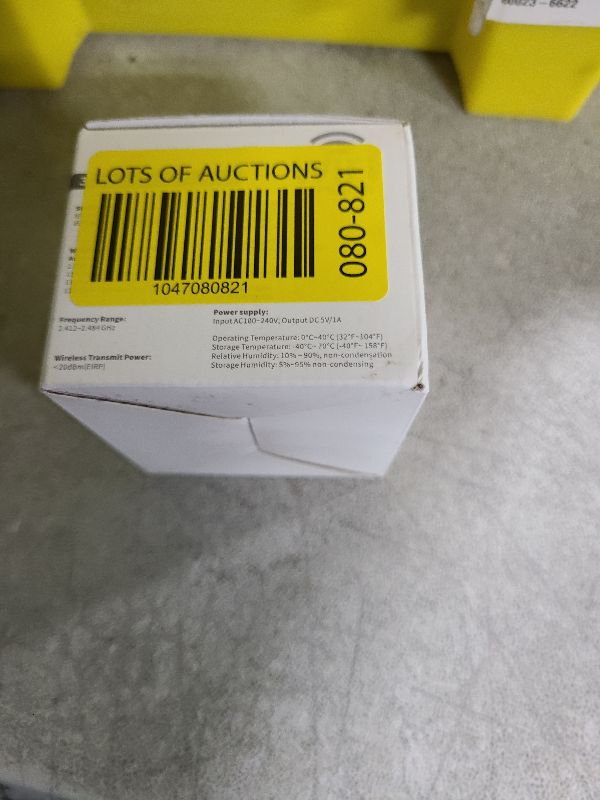 66623-6622
LOTS OF AUCTIONS
1047080821
080-821
Frequency Range:
2.412~2.484 GHz
Wireless Transmit Power:
<20dBm(EIRP)
Power supply:
Input AC100~240V, Output DC 5V/1A
Operating Temperature: 0°C~40°C (32°F~104°F)
Storage Temperature: -40°C~ 70°C (-40°F~ 158°F)
Relative Humidity: 10% ~ 90%, non-condensation
Storage Humidity: 5%~95% non-condensing